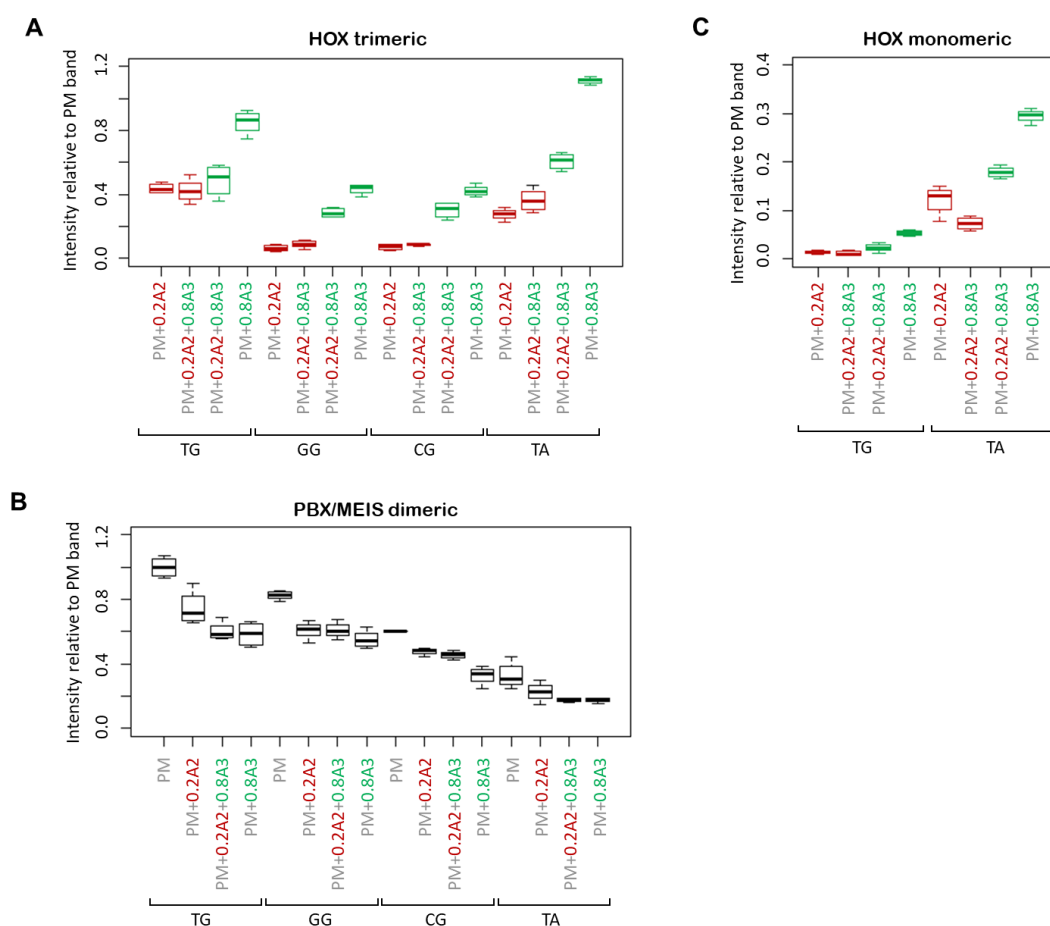 A
HOX trimeric
Intensity relative to PM band
1.2
0.8
0.4
0.0
PM+0.2A2
PM+0.2A2+0.8A3
PM+0.2A2+0.8A3
PM+0.8A3
PM+0.2A2
PM+0.2A2+0.8A3
PM+0.2A2+0.8A3
PM+0.8A3
PM+0.2A2
PM+0.2A2+0.8A3
PM+0.2A2+0.8A3
PM+0.8A3
PM+0.2A2
PM+0.2A2+0.8A3
PM+0.2A2+0.8A3
PM+0.8A3
TG GG CG TA
C
HOX monomeric
Intensity relative to PM band
0.4
0.3
0.2
0.1
0.0
PM+0.2A2
PM+0.2A2+0.8A3
PM+0.2A2+0.8A3
PM+0.8A3
PM+0.2A2
PM+0.2A2+0.8A3
PM+0.2A2+0.8A3
PM+0.8A3
TG TA
B
PBX/MEIS dimeric
Intensity relative to PM band
1.2
0.8
0.4
0.0
PM
PM+0.2A2
PM+0.2A2+0.8A3
PM+0.8A3
PM
PM+0.2A2
PM+0.2A2+0.8A3
PM+0.8A3
PM
PM+0.2A2
PM+0.2A2+0.8A3
PM+0.8A3
PM
PM+0.2A2
PM+0.2A2+0.8A3
PM+0.8A3
TG GG CG TA